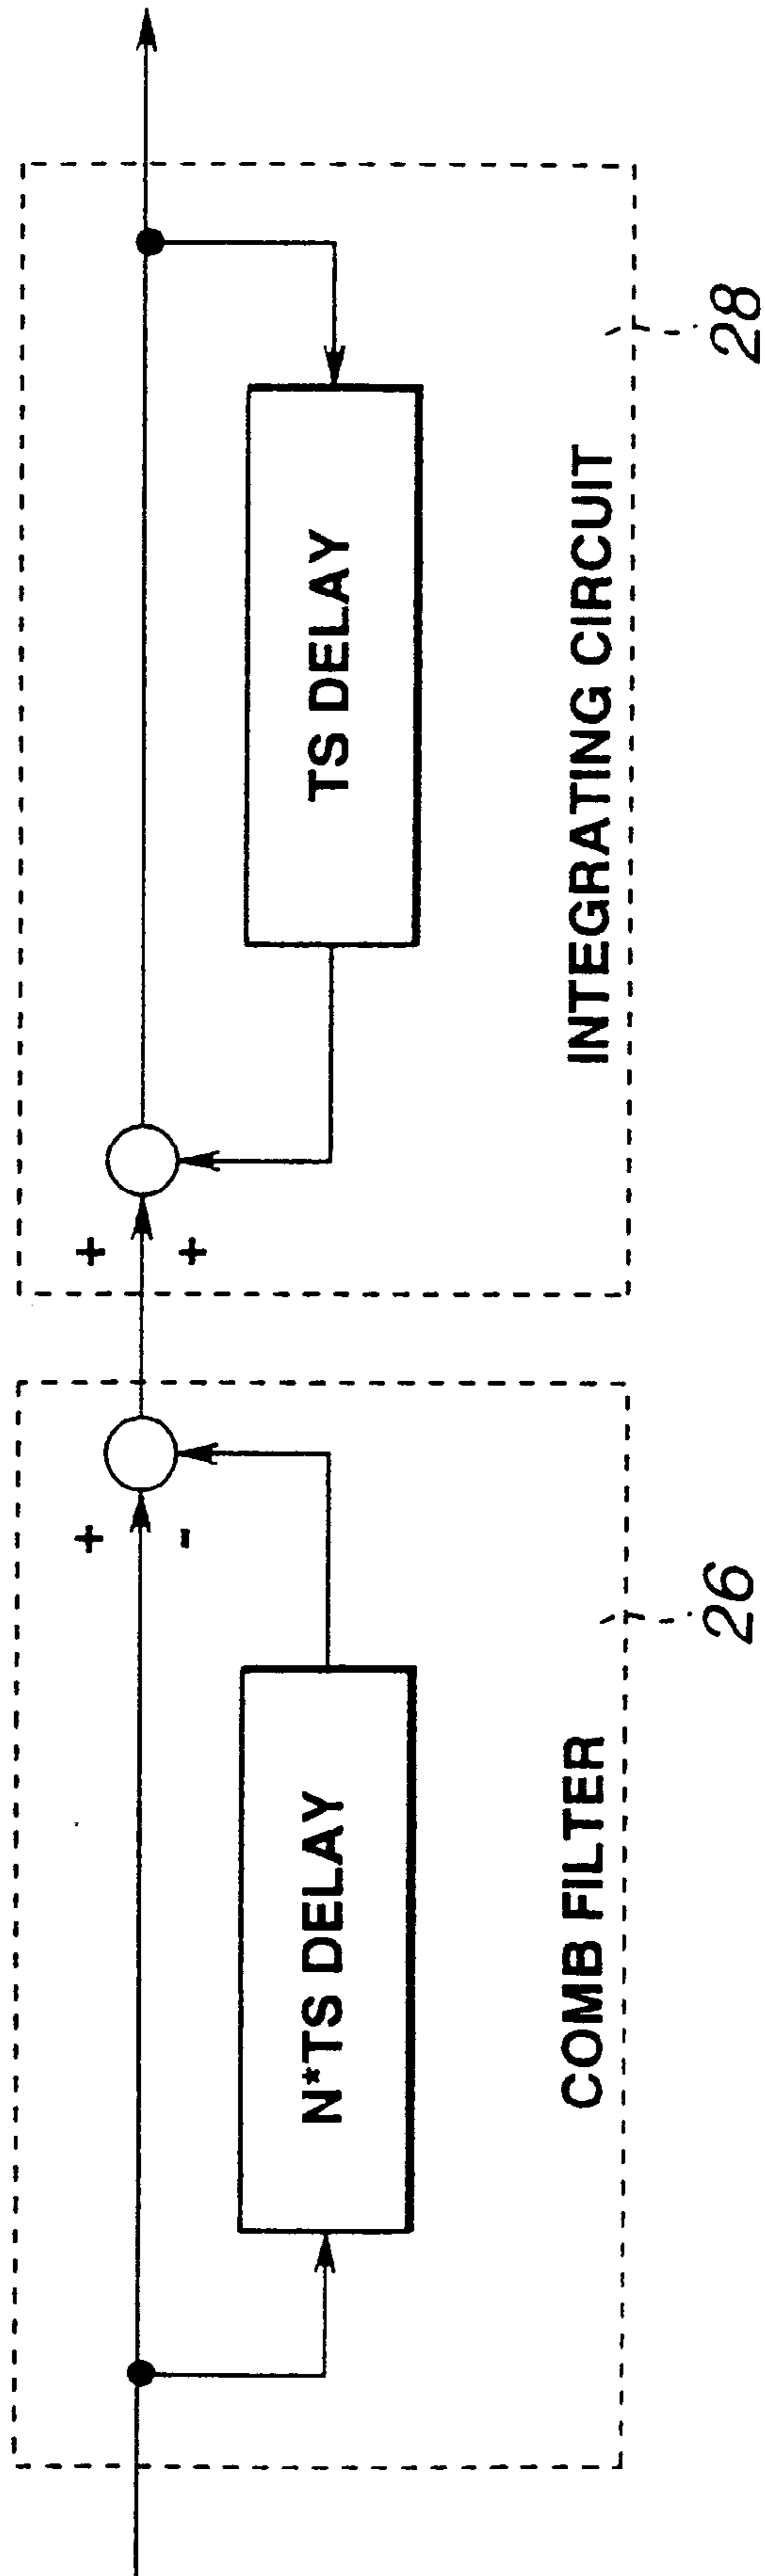 +
-
N*TS DELAY
COMB FILTER
26
+
+
TS DELAY
INTEGRATING CIRCUIT
28